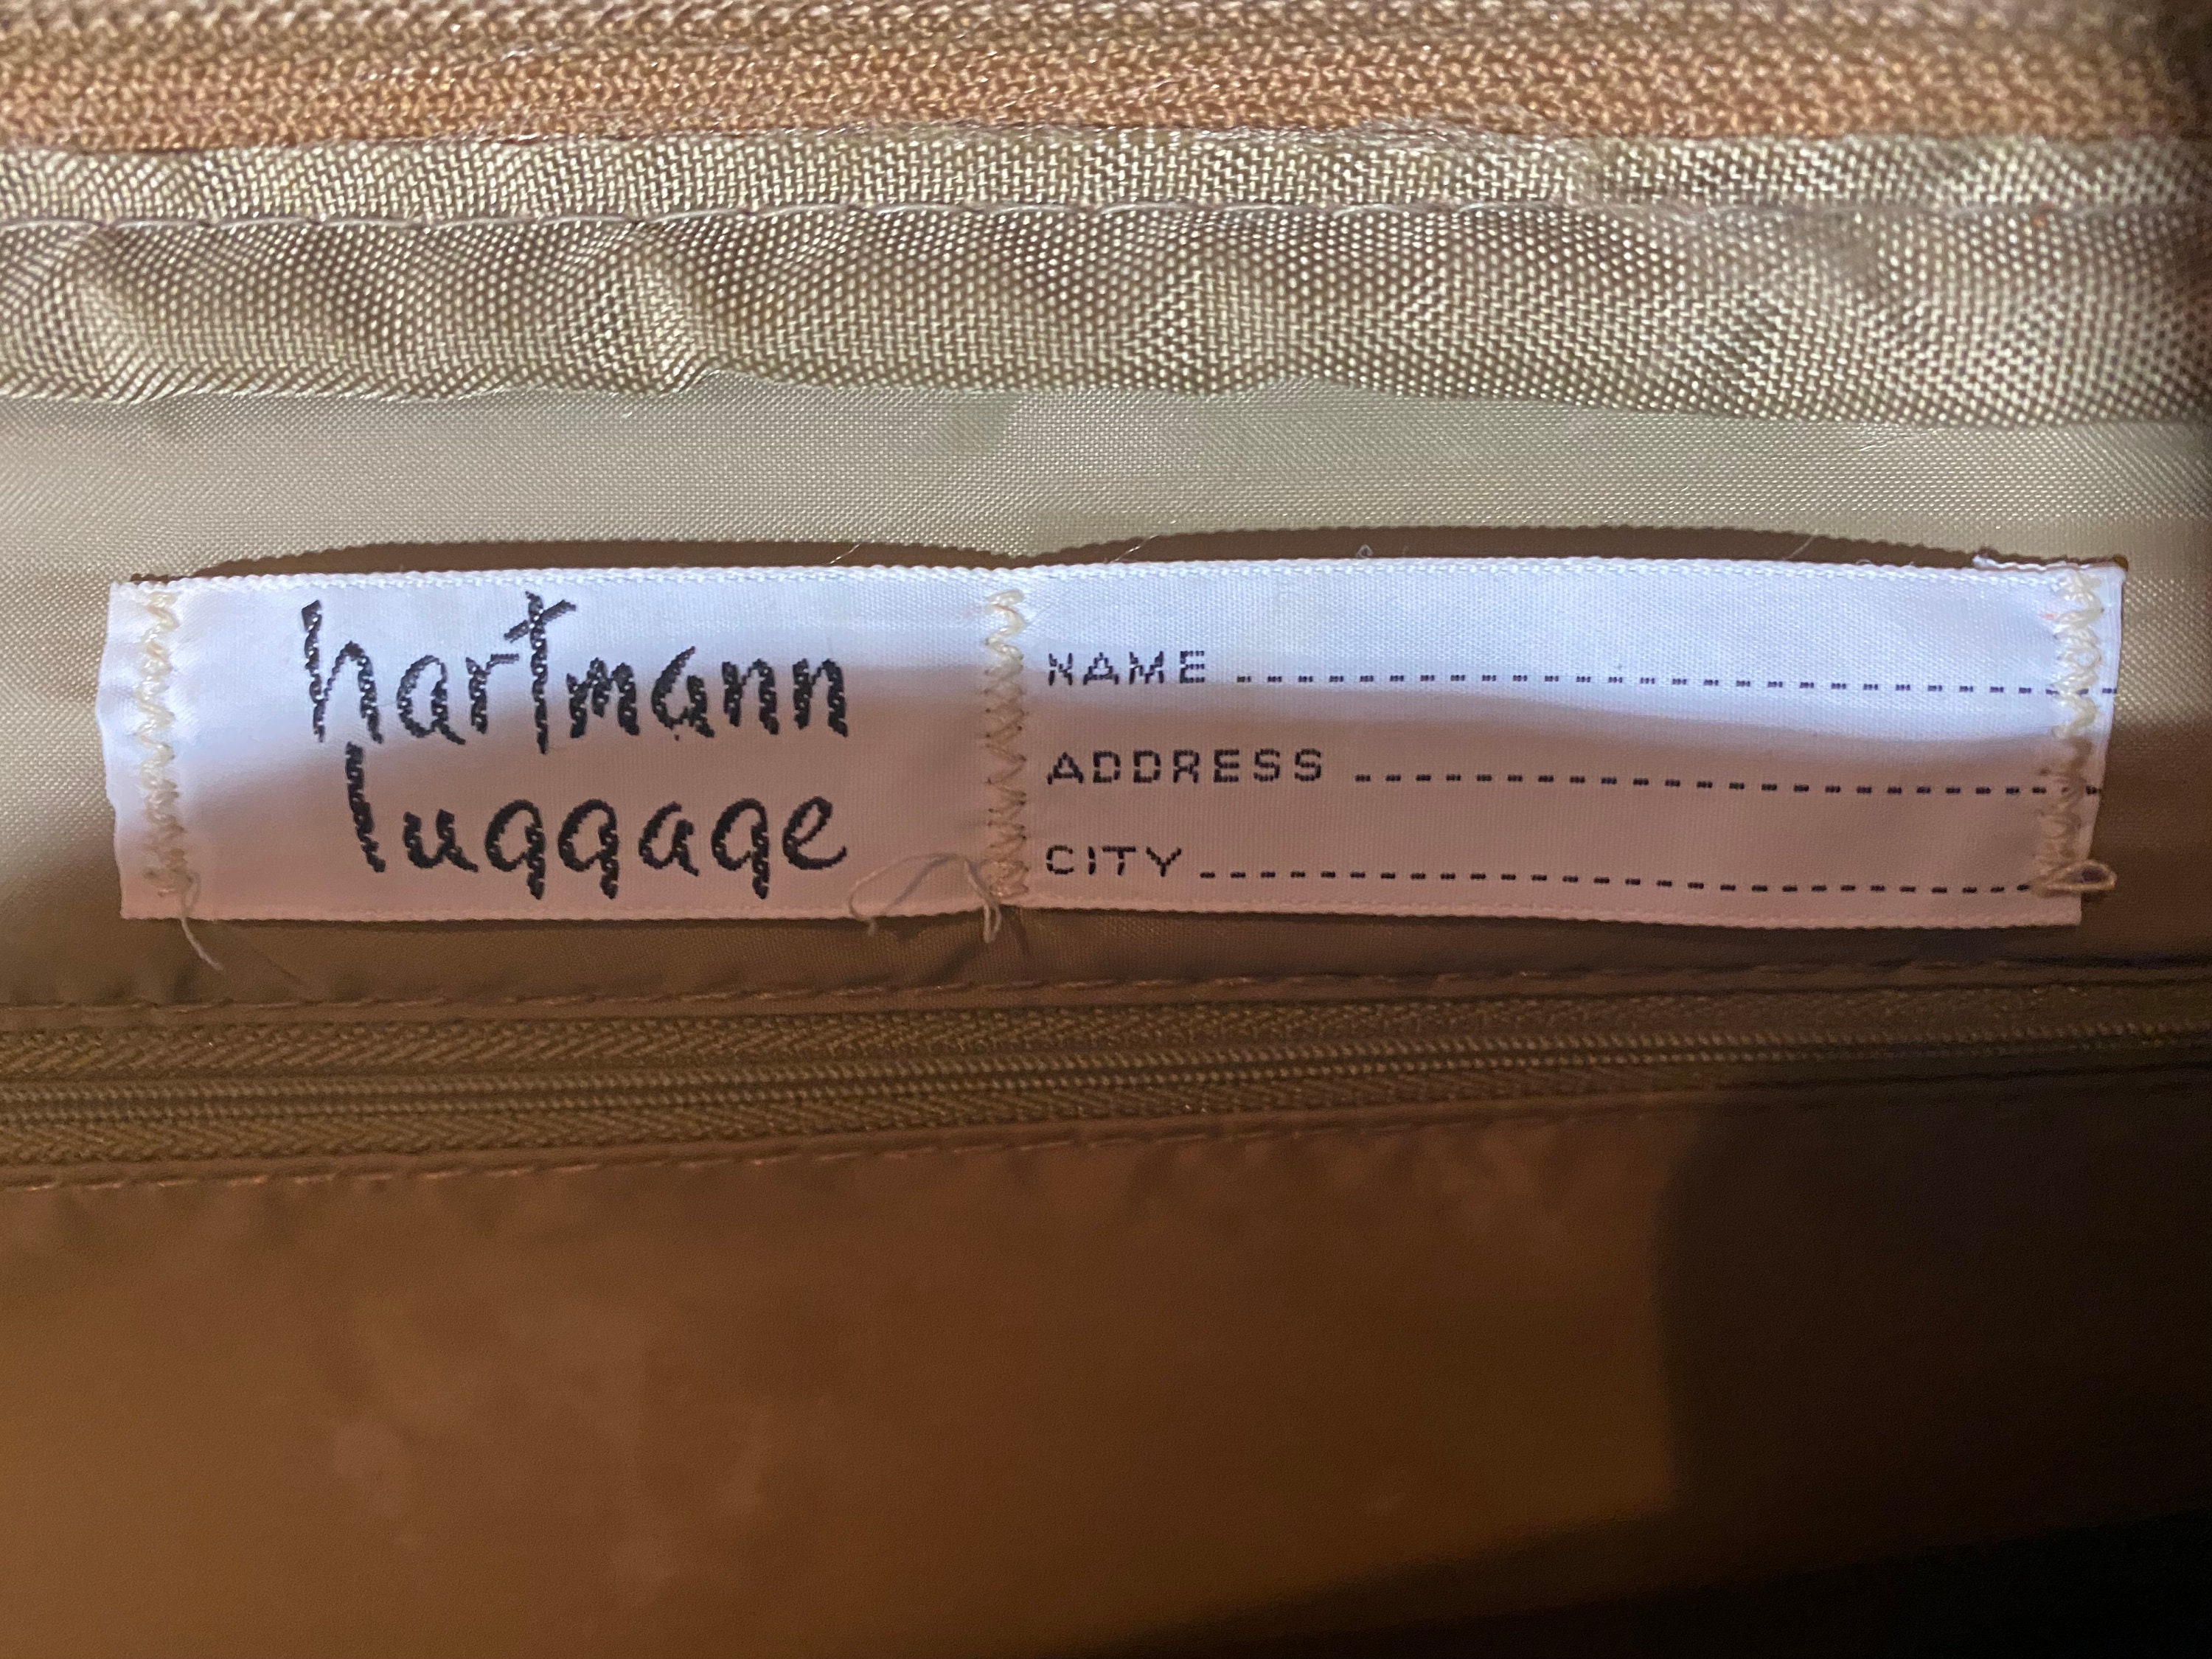 hartmann
luggage
NAME
ADDRESS
CITY